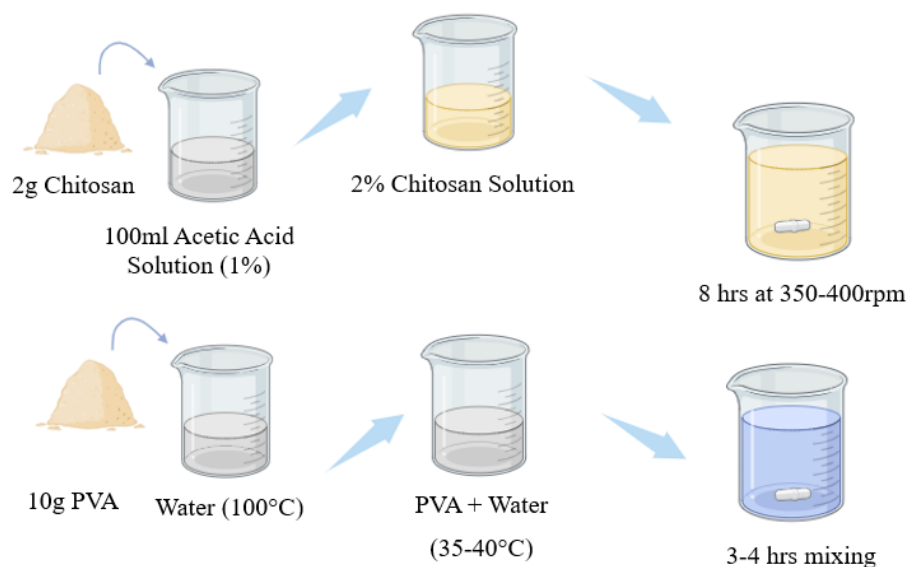 2g Chitosan
100ml Acetic Acid
Solution (1%)
2% Chitosan Solution
8 hrs at 350-400rpm
10g PVA
Water (100°C)
PVA + Water
(35-40°C)
3-4 hrs mixing